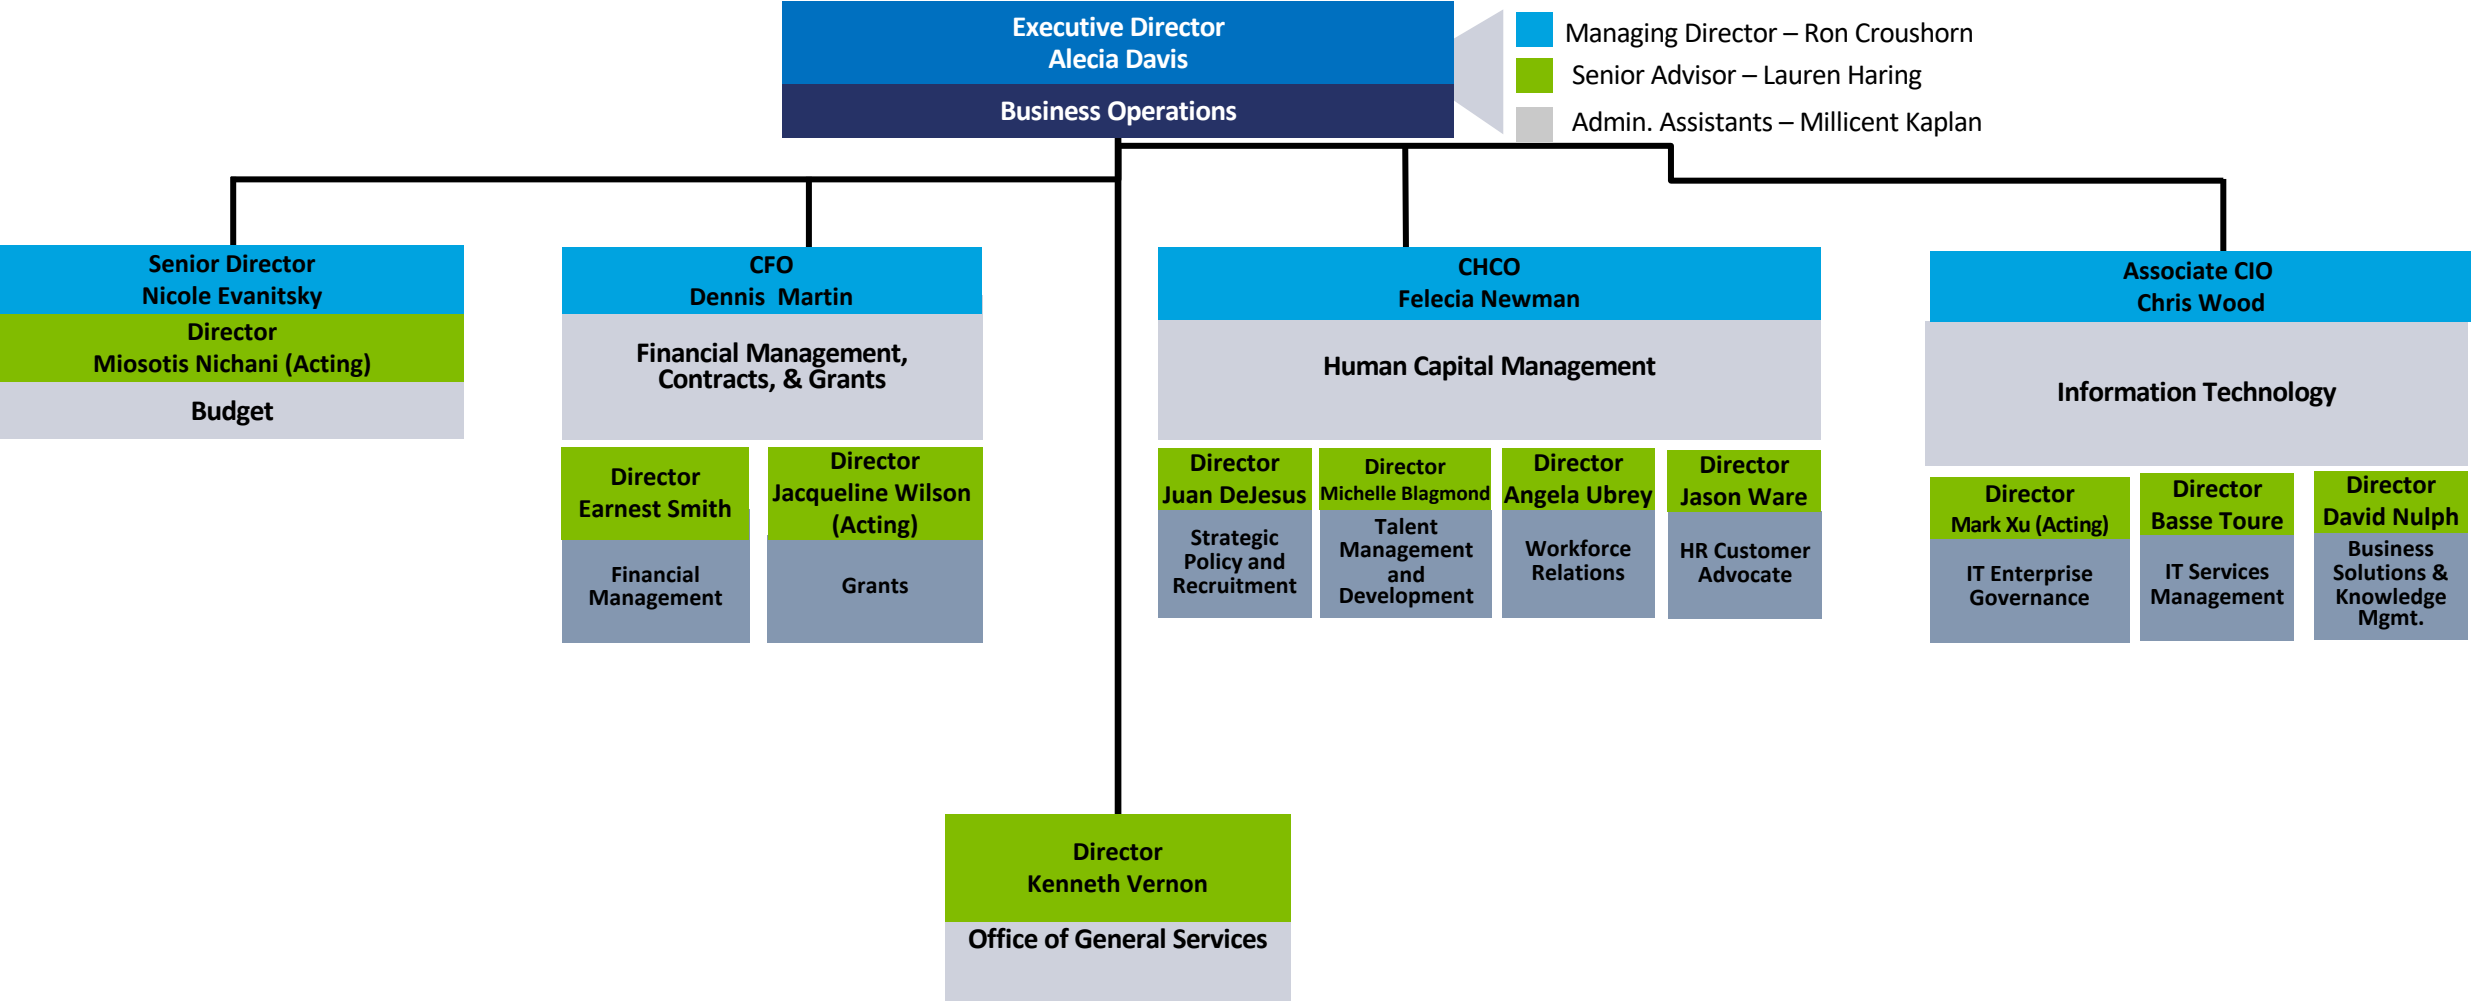 Executive Director
Alecia Davis
Business Operations
Managing Director – Ron Croushorn
Senior Advisor – Lauren Haring
Admin. Assistants – Millicent Kaplan
Senior Director
Nicole Evanitsky
Director
Miosotis Nichani (Acting)
Budget
CFO
Dennis  Martin
Financial Management,
Contracts, & Grants
Director
Earnest Smith
Financial
Management
Director
Jacqueline Wilson
(Acting)
Grants
CHCO
Felecia Newman
Human Capital Management
Director
Juan DeJesus
Strategic
Policy and
Recruitment
Director
Michelle Blagmond
Talent
Management
and
Development
Director
Angela Ubrey
Workforce
Relations
Director
Jason Ware
HR Customer
Advocate
Associate CIO
Chris Wood
Information Technology
Director
Mark Xu (Acting)
IT Enterprise
Governance
Director
Basse Toure
IT Services
Management
Director
David Nulph
Business
Solutions &
Knowledge
Mgmt.
Director
Kenneth Vernon
Office of General Services